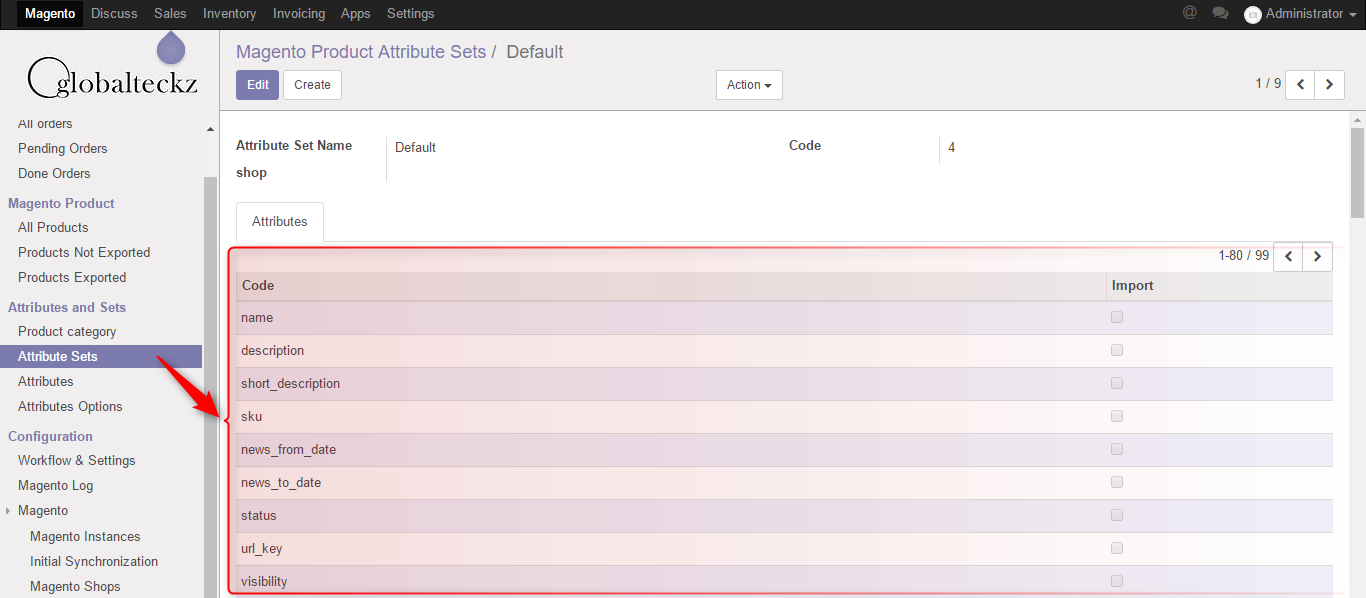 Magento Discuss Sales Inventory Invoicing Apps Settings @ Administrator
globalteckz
Magento Product Attribute Sets / Default
Edit Create Action 1 / 9
All orders
Pending Orders
Done Orders
Magento Product
All Products
Products Not Exported
Products Exported
Attributes and Sets
Product category
Attribute Sets
Attributes
Attributes Options
Configuration
Workflow & Settings
Magento Log
Magento
Magento Instances
Initial Synchronization
Magento Shops
Attribute Set Name Default Code 4
shop
Attributes
1-80 / 99
Code Import
name
description
short_description
sku
news_from_date
news_to_date
status
url_key
visibility